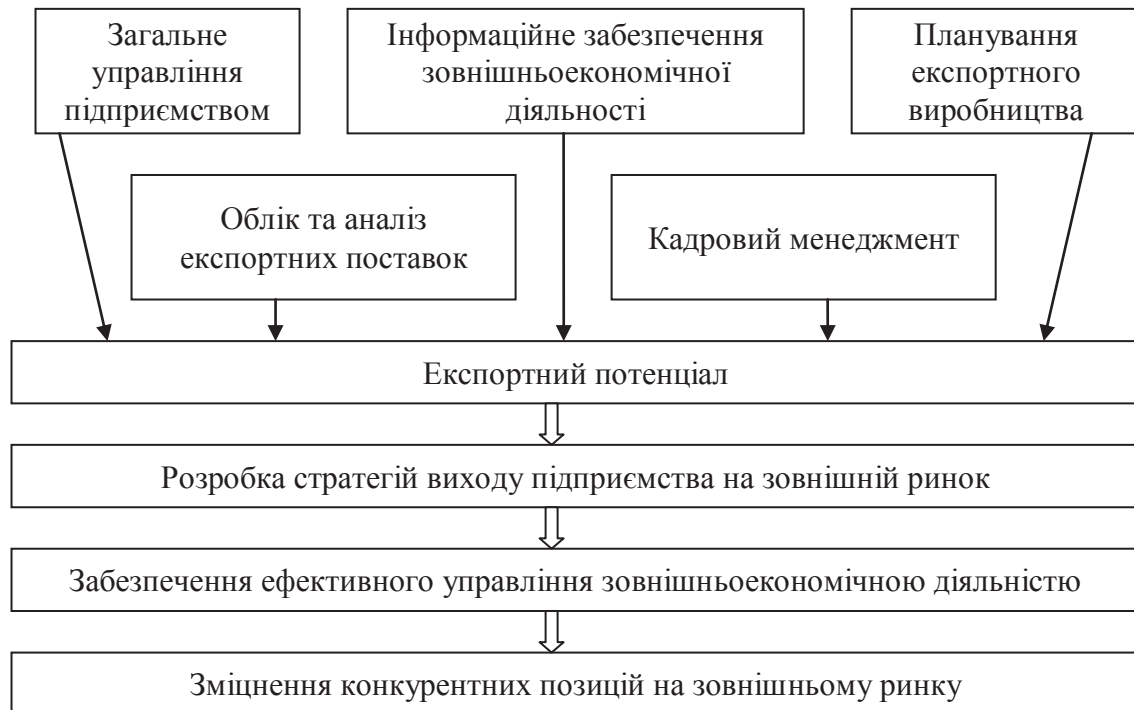 Загальне
управління
підприємством
Інформаційне забезпечення
зовнішньоекономічної
діяльності
Планування
експортного
виробництва
Облік та аналіз
експортних поставок
Кадровий менеджмент
Експортний потенціал
Розробка стратегій виходу підприємства на зовнішній ринок
Забезпечення ефективного управління зовнішньоекономічною діяльністю
Зміцнення конкурентних позицій на зовнішньому ринку